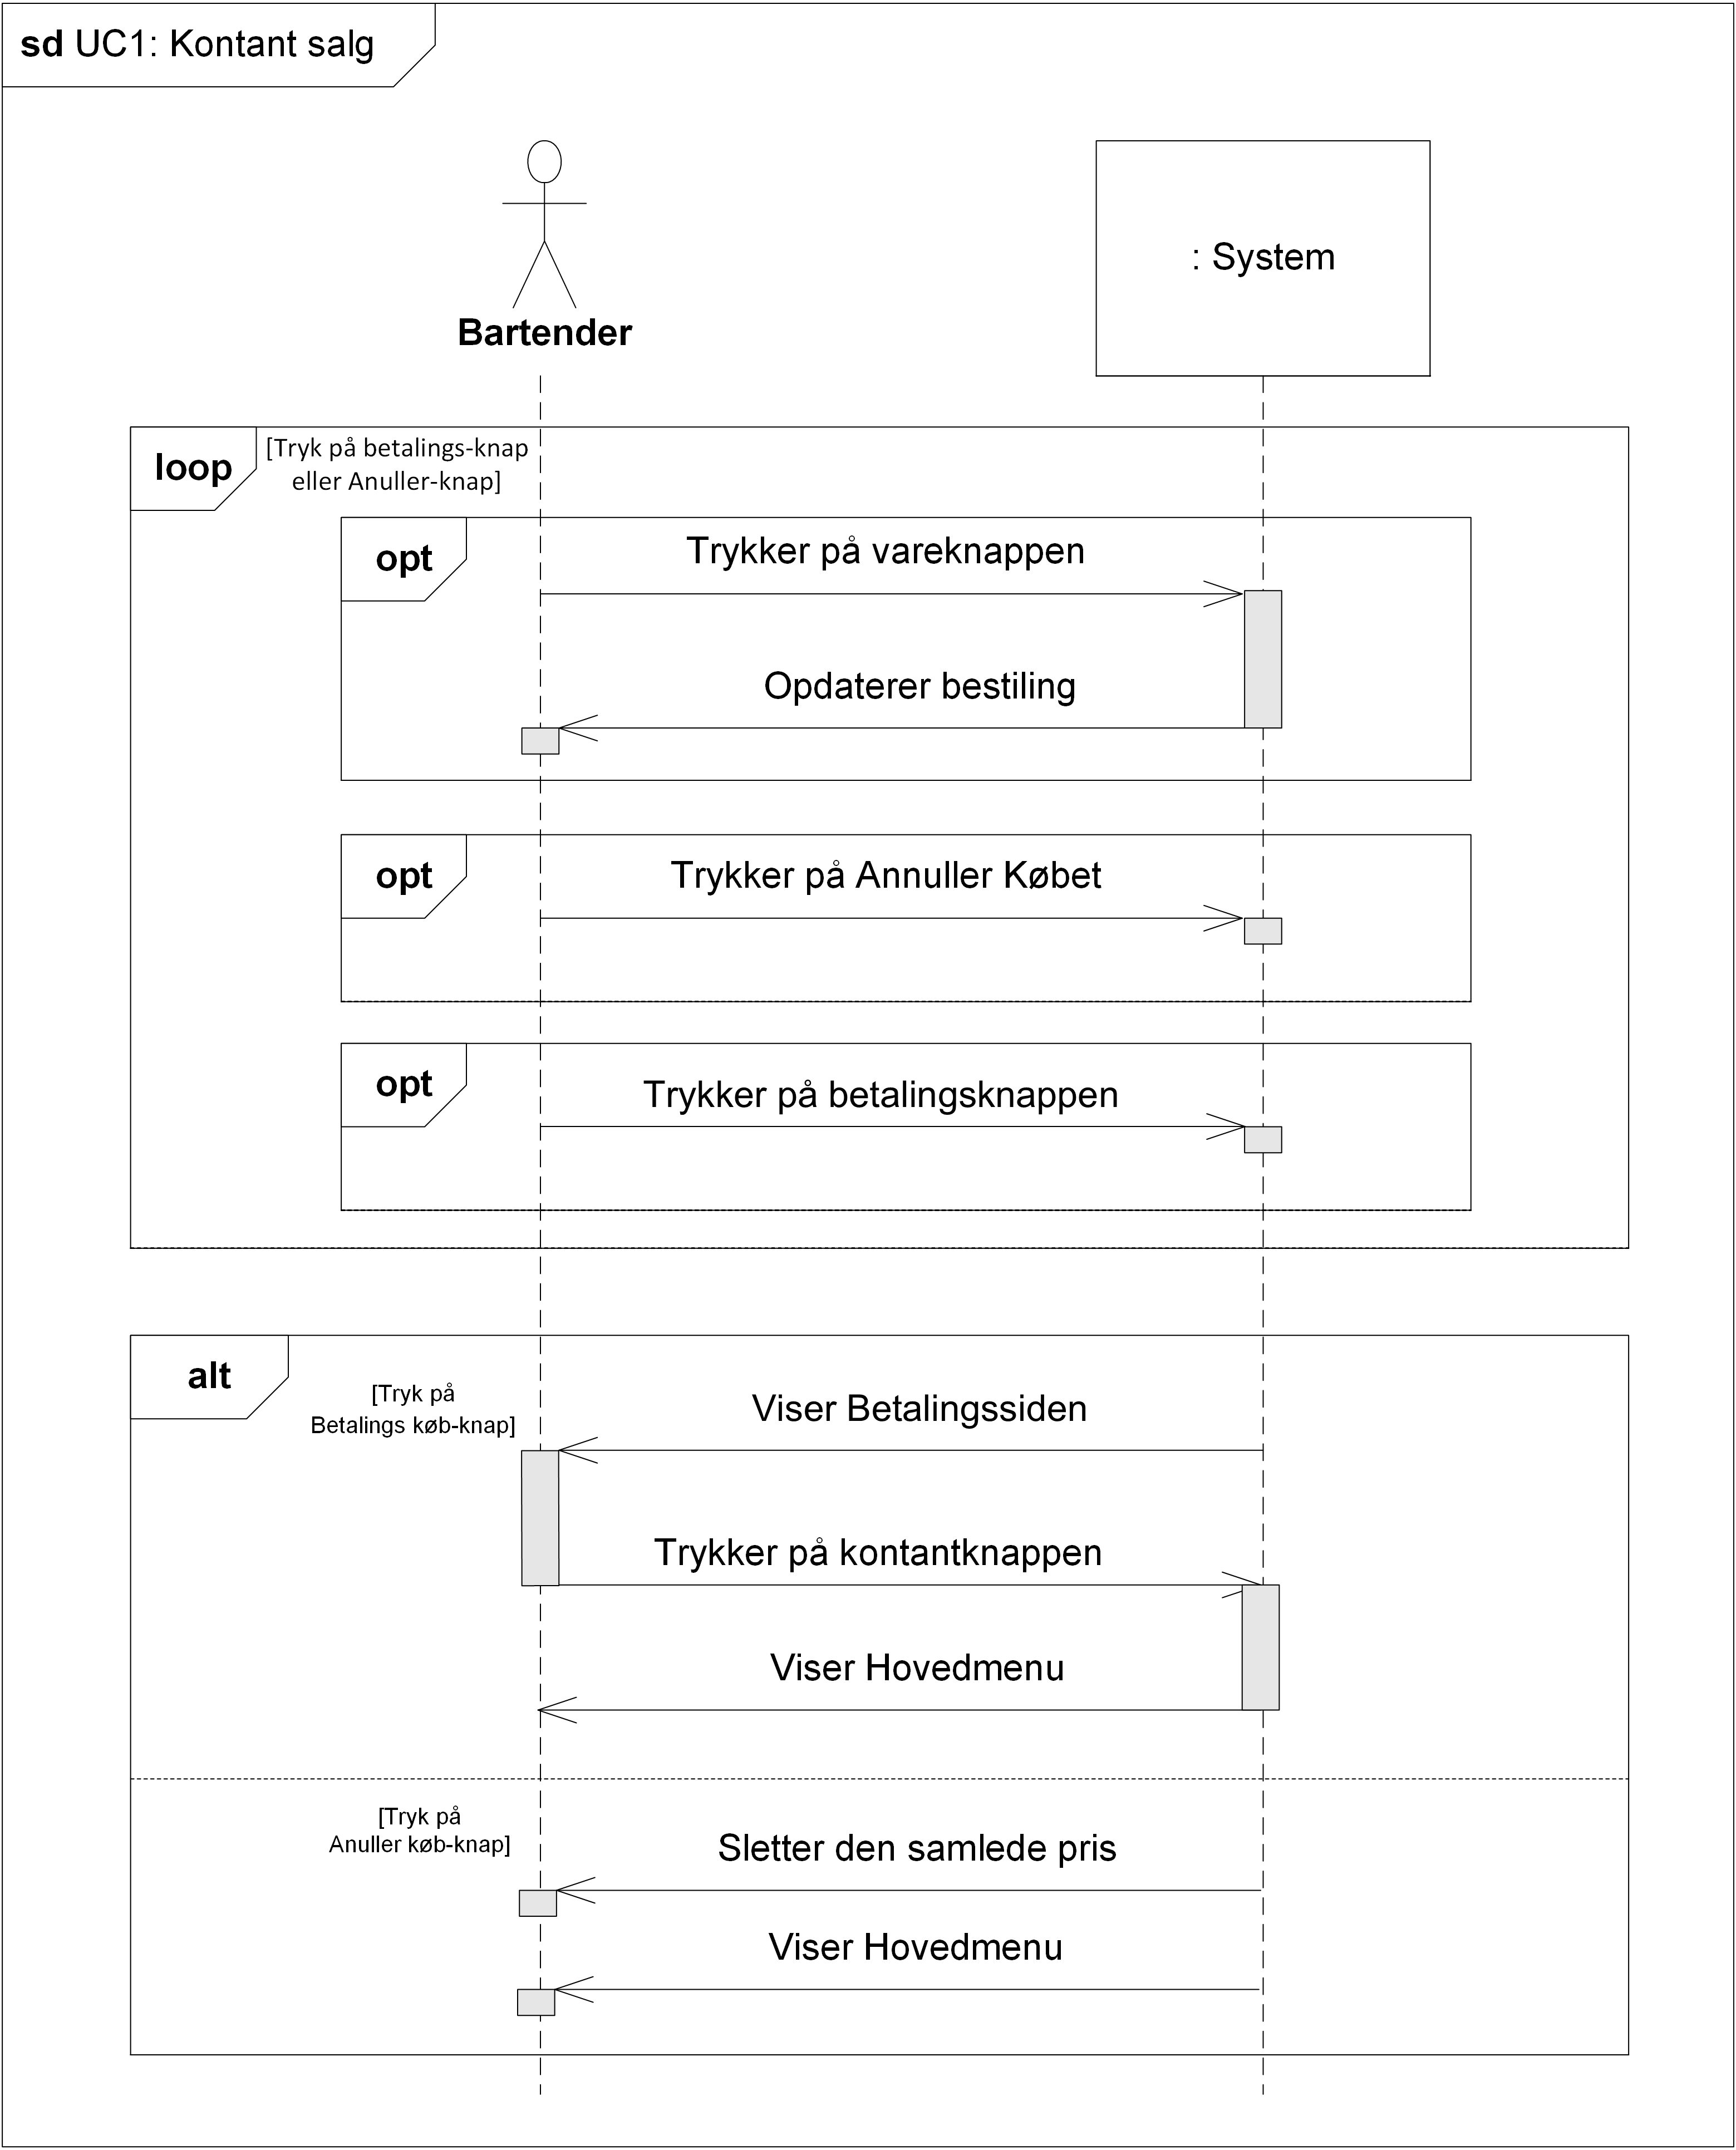 sd UC1: Kontant salg
Bartender
: System
loop
[Tryk på betalings-knap
eller Anuller-knap]
opt
Trykker på vareknappen
Opdaterer bestiling
opt
Trykker på Annuller Købet
opt
Trykker på betalingsknappen
alt
[Tryk på
Betalings køb-knap]
Viser Betalingssiden
Trykker på kontantknappen
Viser Hovedmenu
[Tryk på
Anuller køb-knap]
Sletter den samlede pris
Viser Hovedmenu